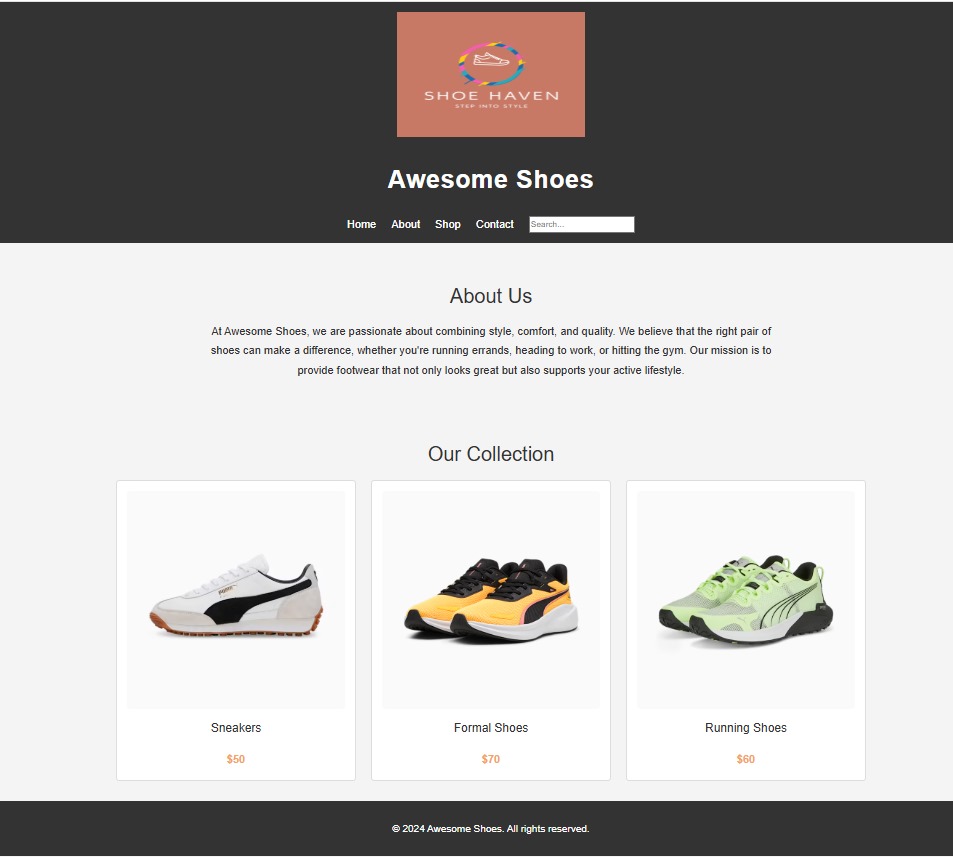 SHOE HAVEN
STEP INTO STYLE
Awesome Shoes
Home About Shop Contact Search...
About Us
At Awesome Shoes, we are passionate about combining style, comfort, and quality. We believe that the right pair of
shoes can make a difference, whether you're running errands, heading to work, or hitting the gym. Our mission is to
provide footwear that not only looks great but also supports your active lifestyle.
Our Collection
PUMA
Sneakers
$50
Formal Shoes
$70
Running Shoes
$60
© 2024 Awesome Shoes. All rights reserved.